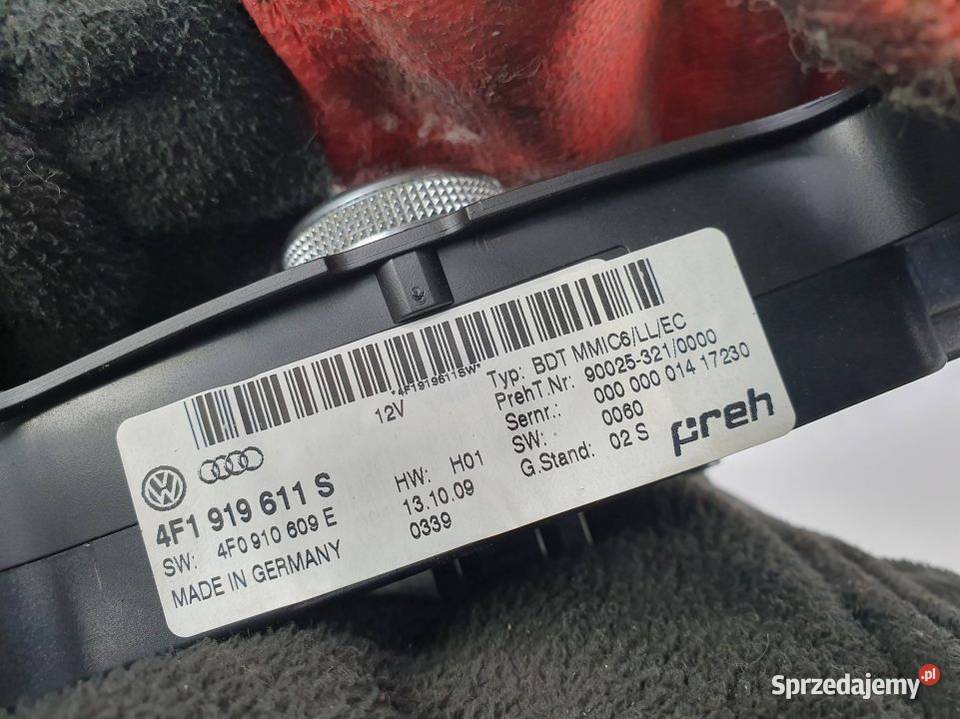 *4F1919611SW*
12V
Typ: BDT MMIC6/LL/EC
PrehT.Nr: 90025-321/0000
Sernr.: 000 000 014 17230
SW: 0060
G.Stand: 02 S
preh
4F1 919 611 S
SW: 4F0 910 609 E
MADE IN GERMANY
HW: H01
13.10.09
0339
Sprzedajemy.pl